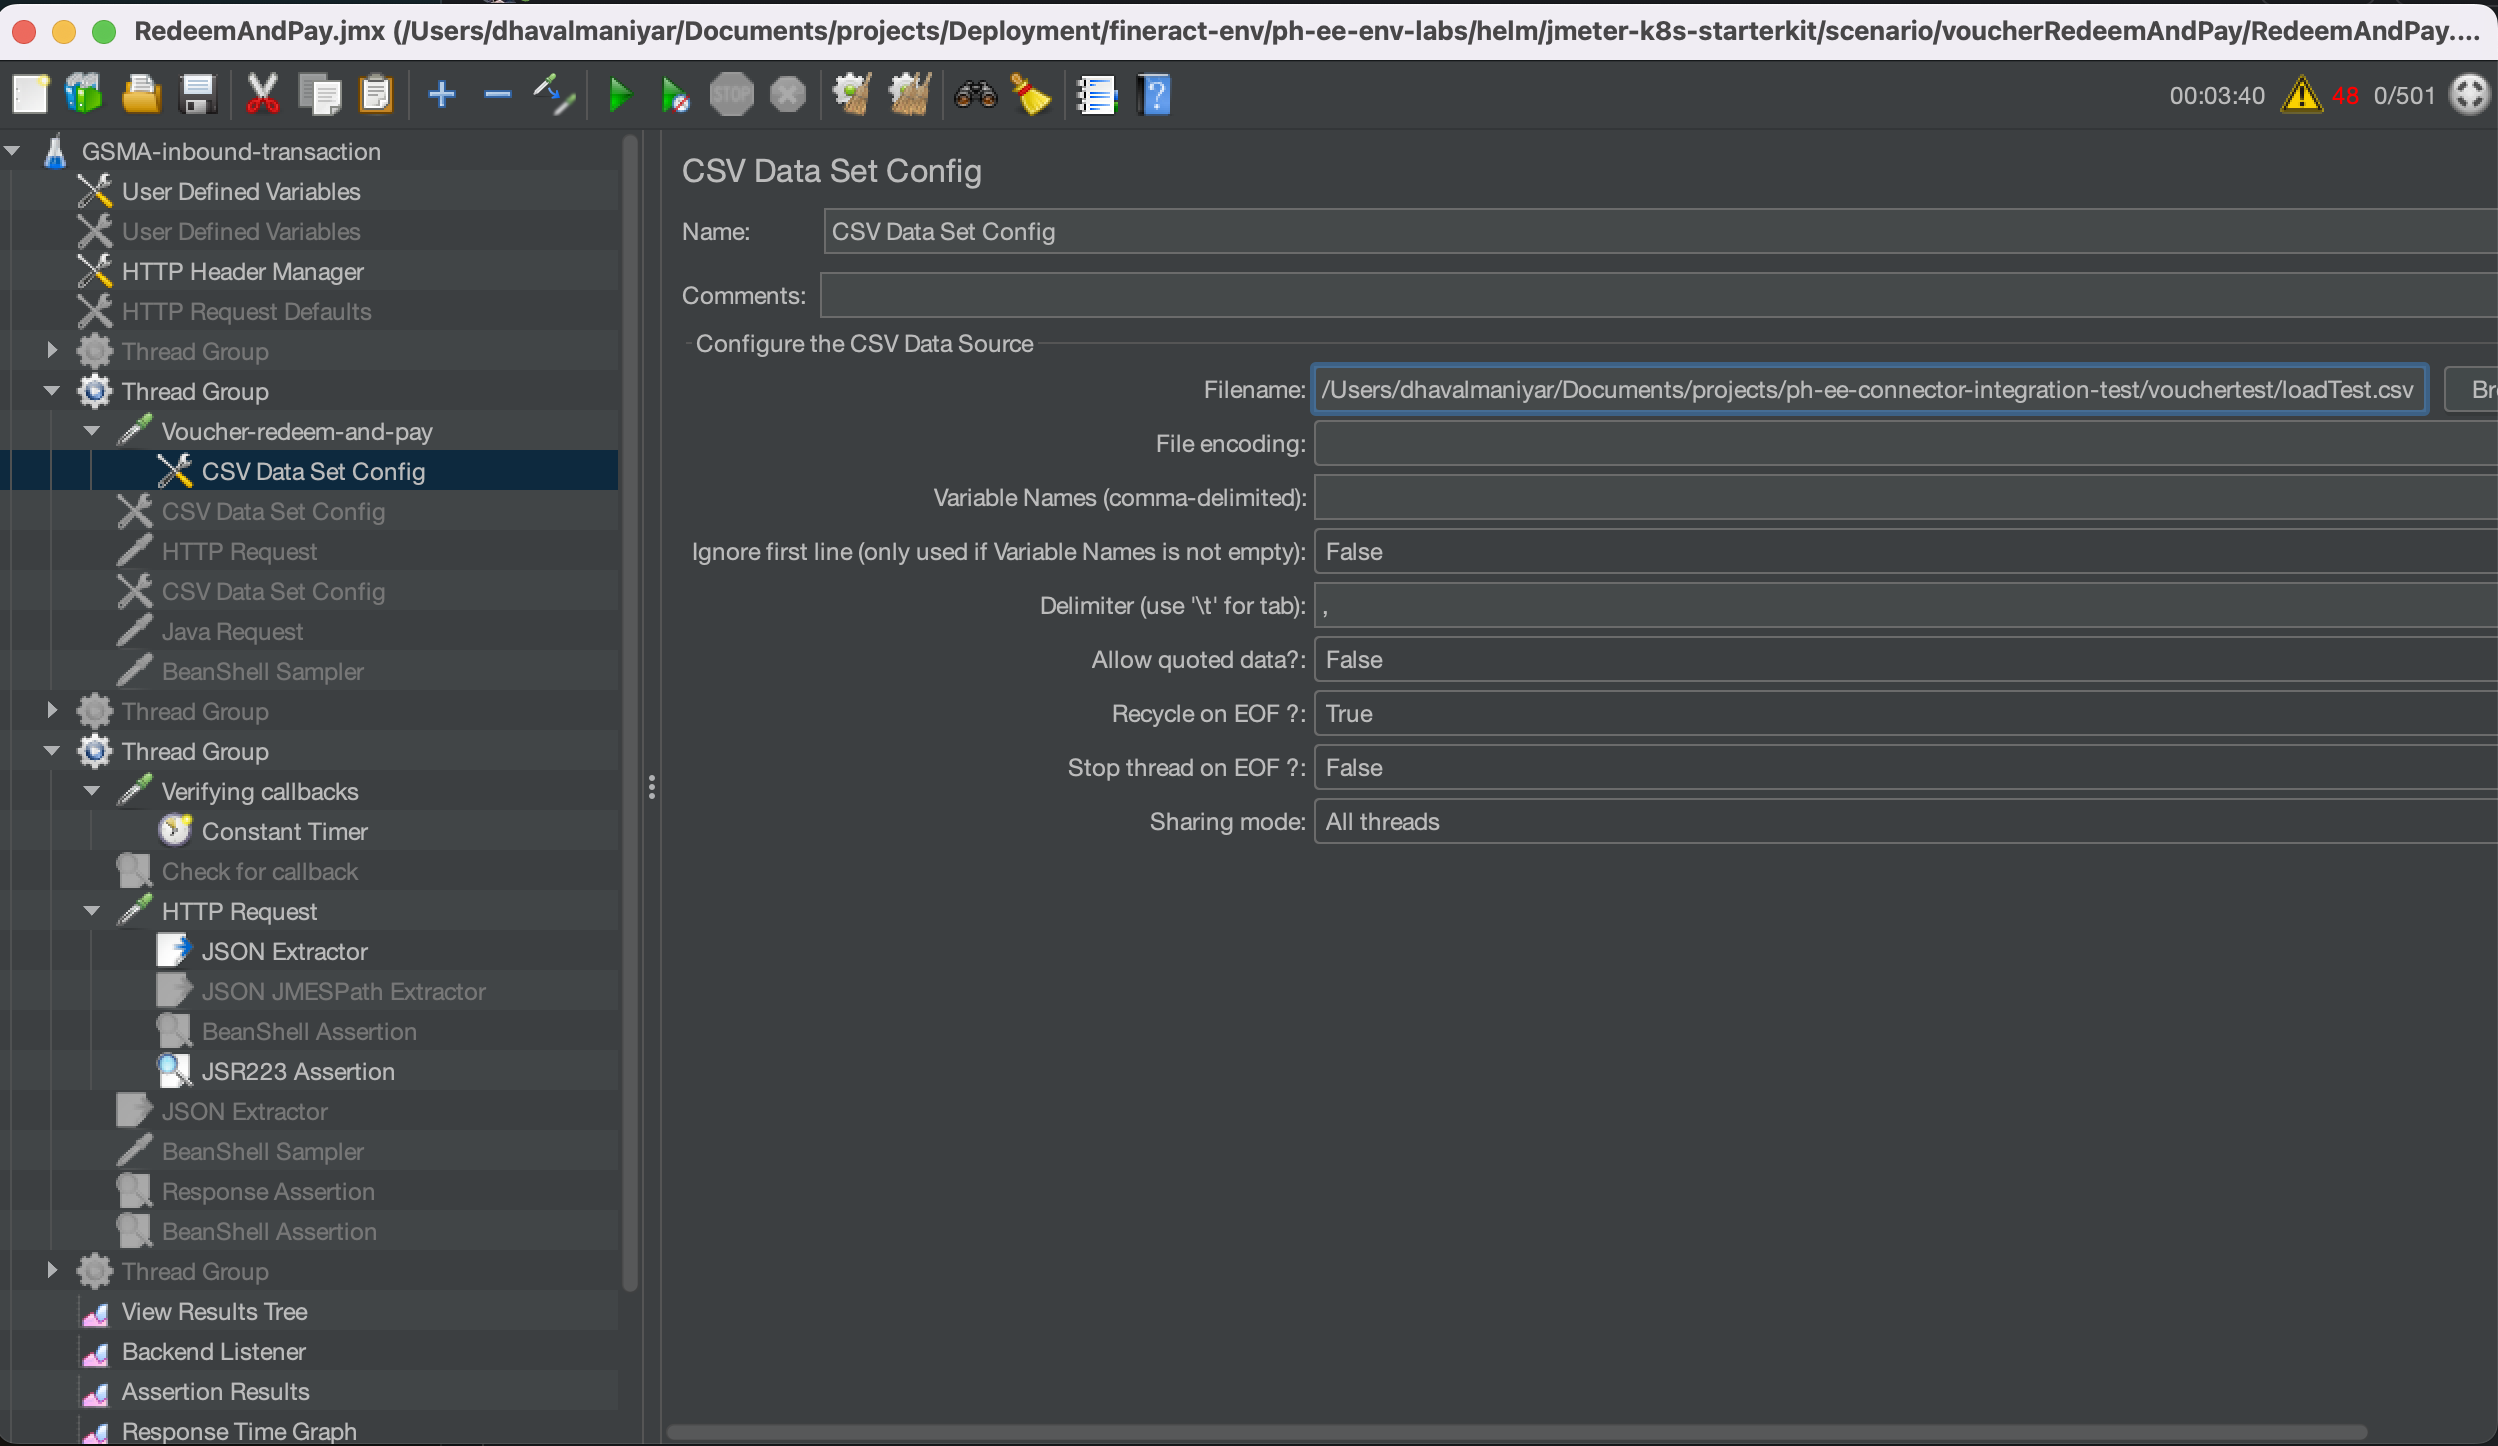 RedeemAndPay.jmx (/Users/dhavalmaniyar/Documents/projects/Deployment/fineract-env/ph-ee-env-labs/helm/jmeter-k8s-starterkit/scenario/voucherRedeemAndPay/RedeemAndPay....
STOP
00:03:40 48 0/501
GSMA-inbound-transaction
User Defined Variables
User Defined Variables
HTTP Header Manager
HTTP Request Defaults
Thread Group
Thread Group
Voucher-redeem-and-pay
CSV Data Set Config
CSV Data Set Config
HTTP Request
CSV Data Set Config
Java Request
BeanShell Sampler
Thread Group
Thread Group
Verifying callbacks
Constant Timer
Check for callback
HTTP Request
JSON Extractor
JSON JMESPath Extractor
BeanShell Assertion
JSR223 Assertion
JSON Extractor
BeanShell Sampler
Response Assertion
BeanShell Assertion
Thread Group
View Results Tree
Backend Listener
Assertion Results
Response Time Graph
CSV Data Set Config
Name: CSV Data Set Config
Comments:
Configure the CSV Data Source
Filename: /Users/dhavalmaniyar/Documents/projects/ph-ee-connector-integration-test/vouchertest/loadTest.csv Br
File encoding:
Variable Names (comma-delimited):
Ignore first line (only used if Variable Names is not empty): False
Delimiter (use '\t' for tab): ,
Allow quoted data?: False
Recycle on EOF ?: True
Stop thread on EOF ?: False
Sharing mode: All threads